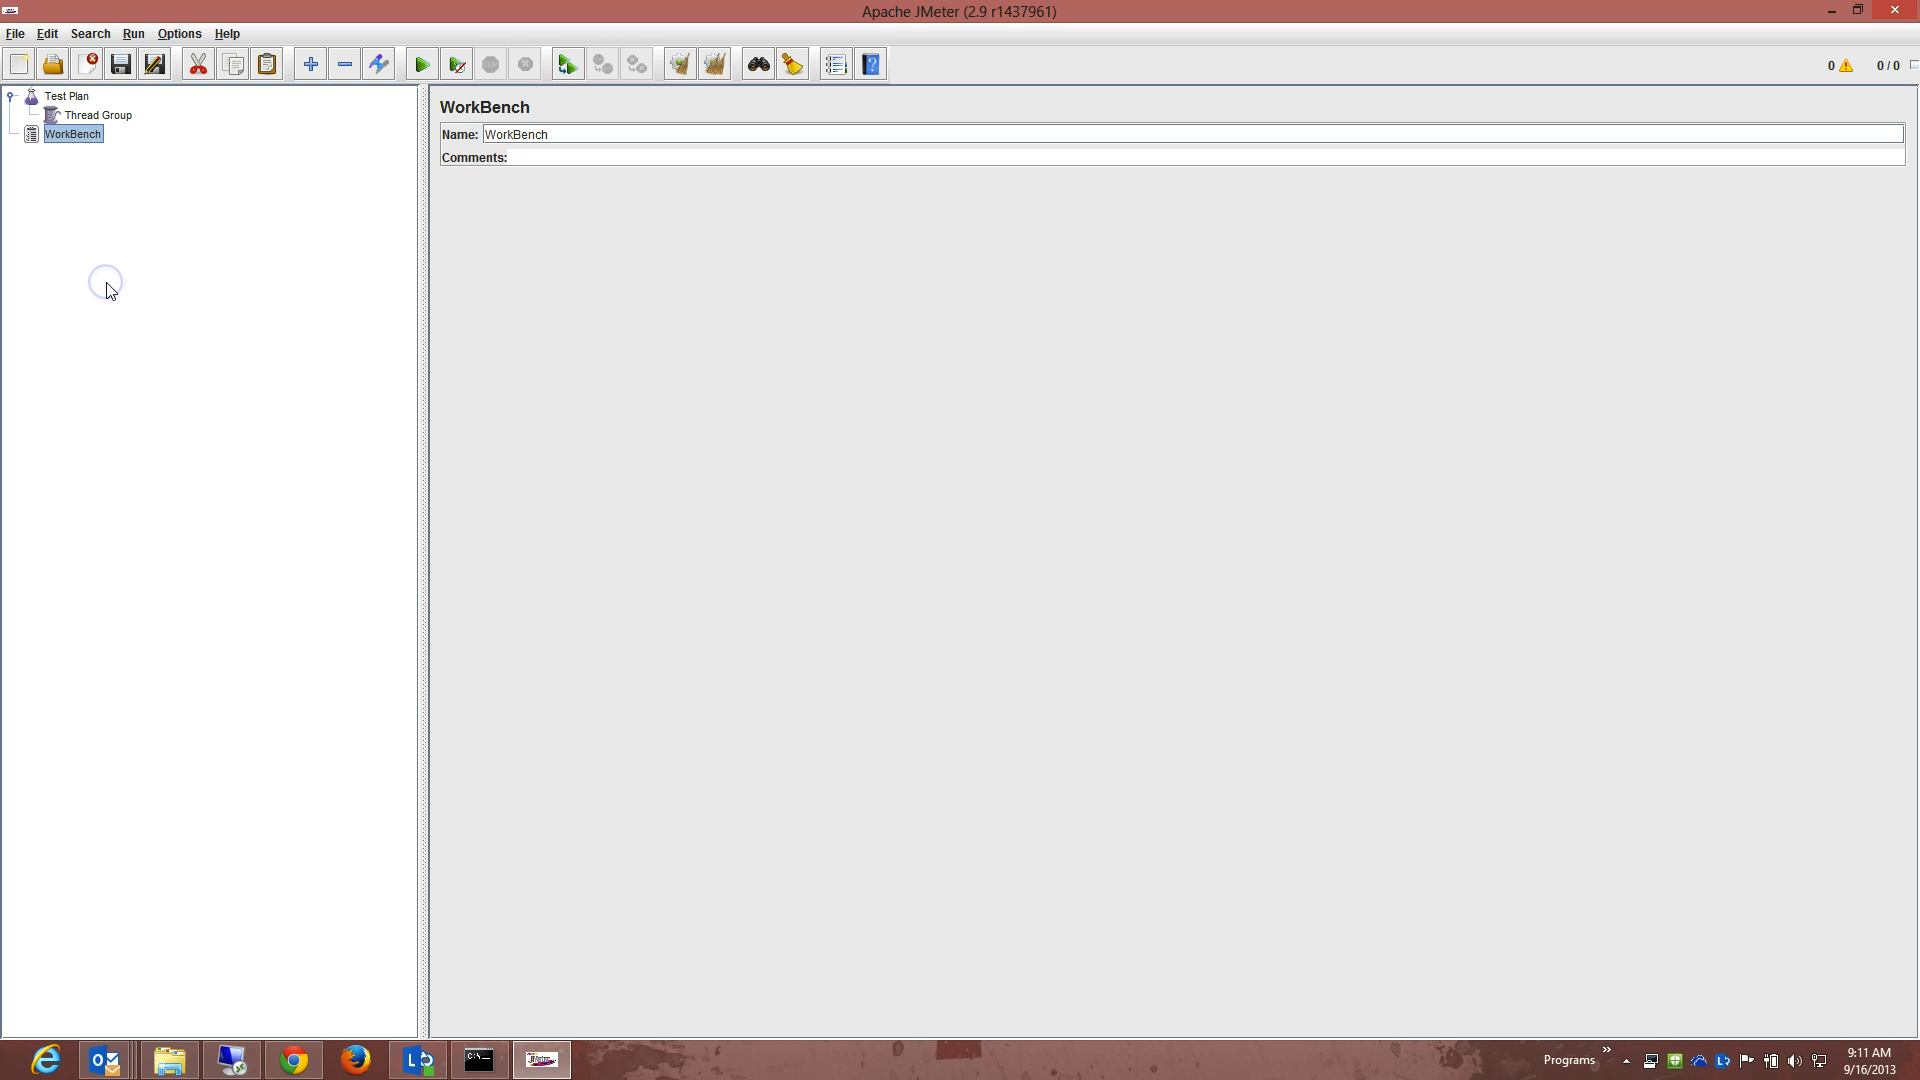 Apache JMeter (2.9 r1437961)
File Edit Search Run Options Help
0 0 / 0
Test Plan
Thread Group
WorkBench
WorkBench
Name: WorkBench
Comments:
Programs
9:11 AM
9/16/2013